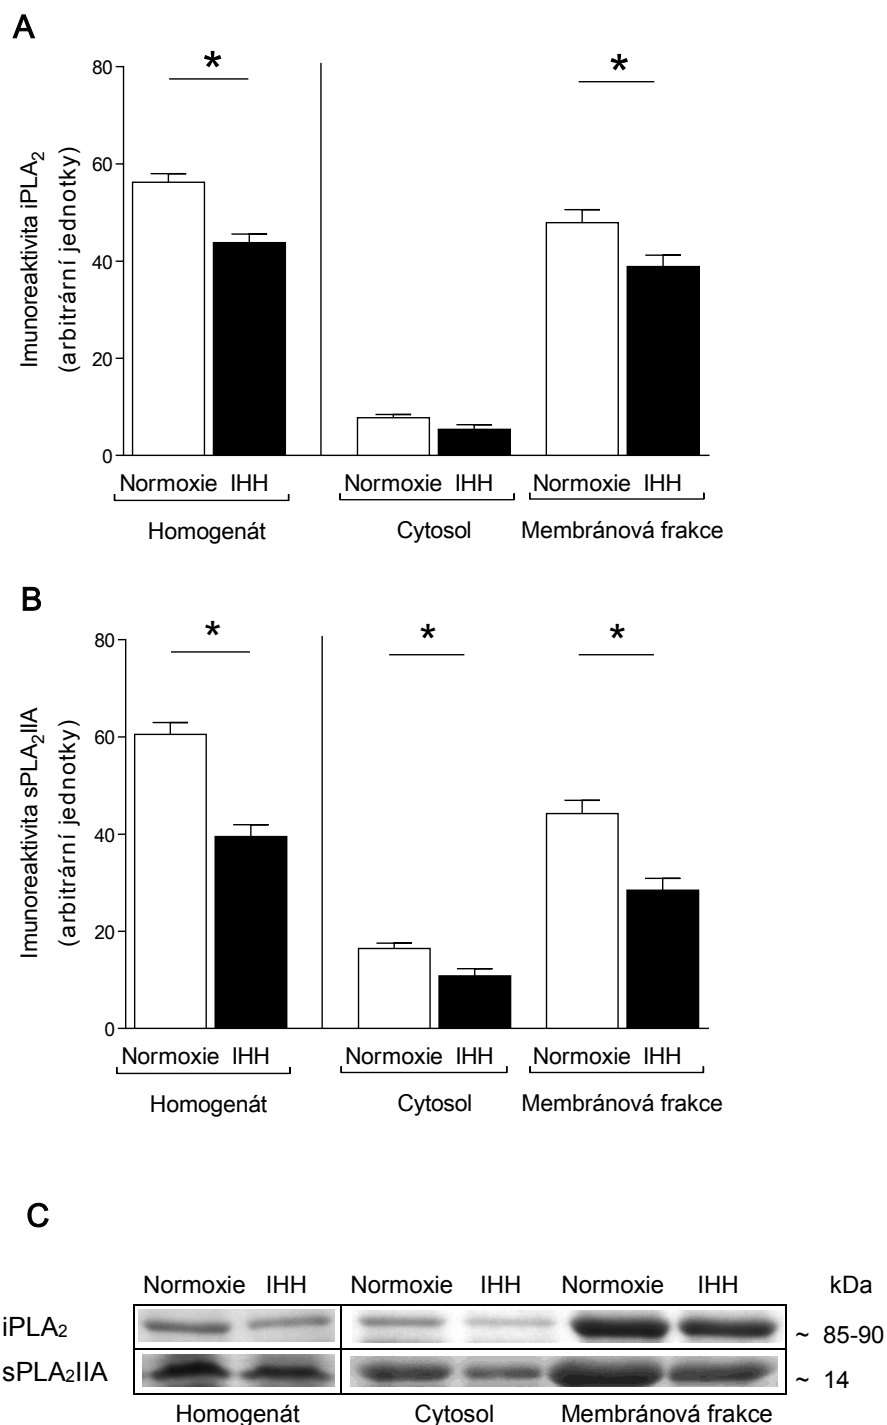 A
Imunoreaktivita iPLA₂
(arbitrární jednotky)
80
60
40
20
0
* *
Normoxie IHH Normoxie IHH Normoxie IHH
Homogenát Cytosol Membránová frakce
B
Imunoreaktivita sPLA₂IIA
(arbitrární jednotky)
80
60
40
20
0
* * *
Normoxie IHH Normoxie IHH Normoxie IHH
Homogenát Cytosol Membránová frakce
C
Normoxie IHH Normoxie IHH Normoxie IHH kDa
iPLA₂ ~ 85-90
sPLA₂IIA ~ 14
Homogenát Cytosol Membránová frakce